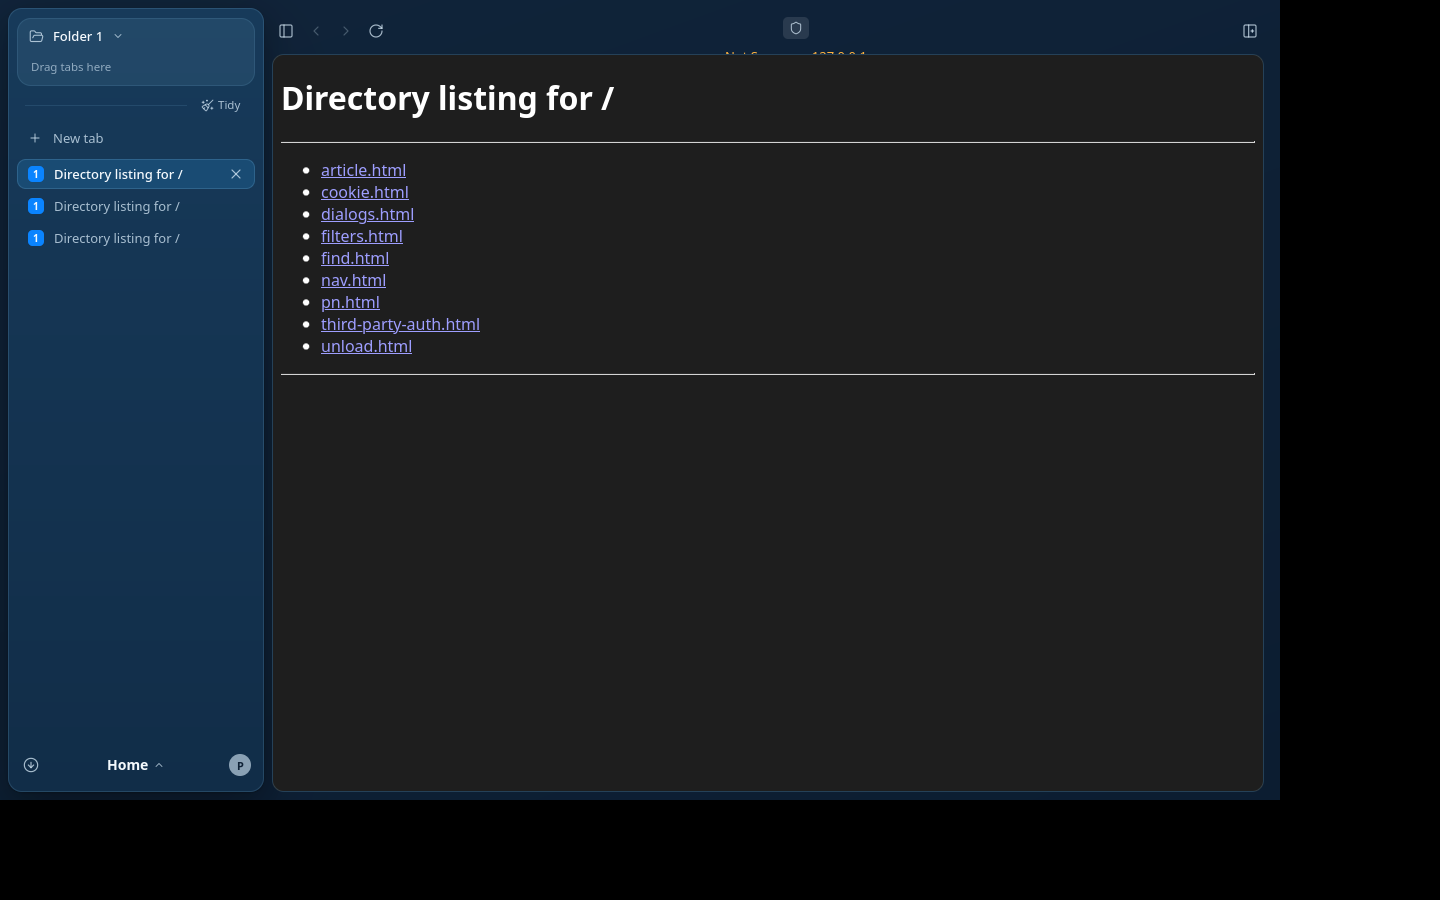 Folder 1
Drag tabs here
Tidy
New tab
1 Directory listing for /
1 Directory listing for /
1 Directory listing for /
Home
P
Directory listing for /
article.html
cookie.html
dialogs.html
filters.html
find.html
nav.html
pn.html
third-party-auth.html
unload.html